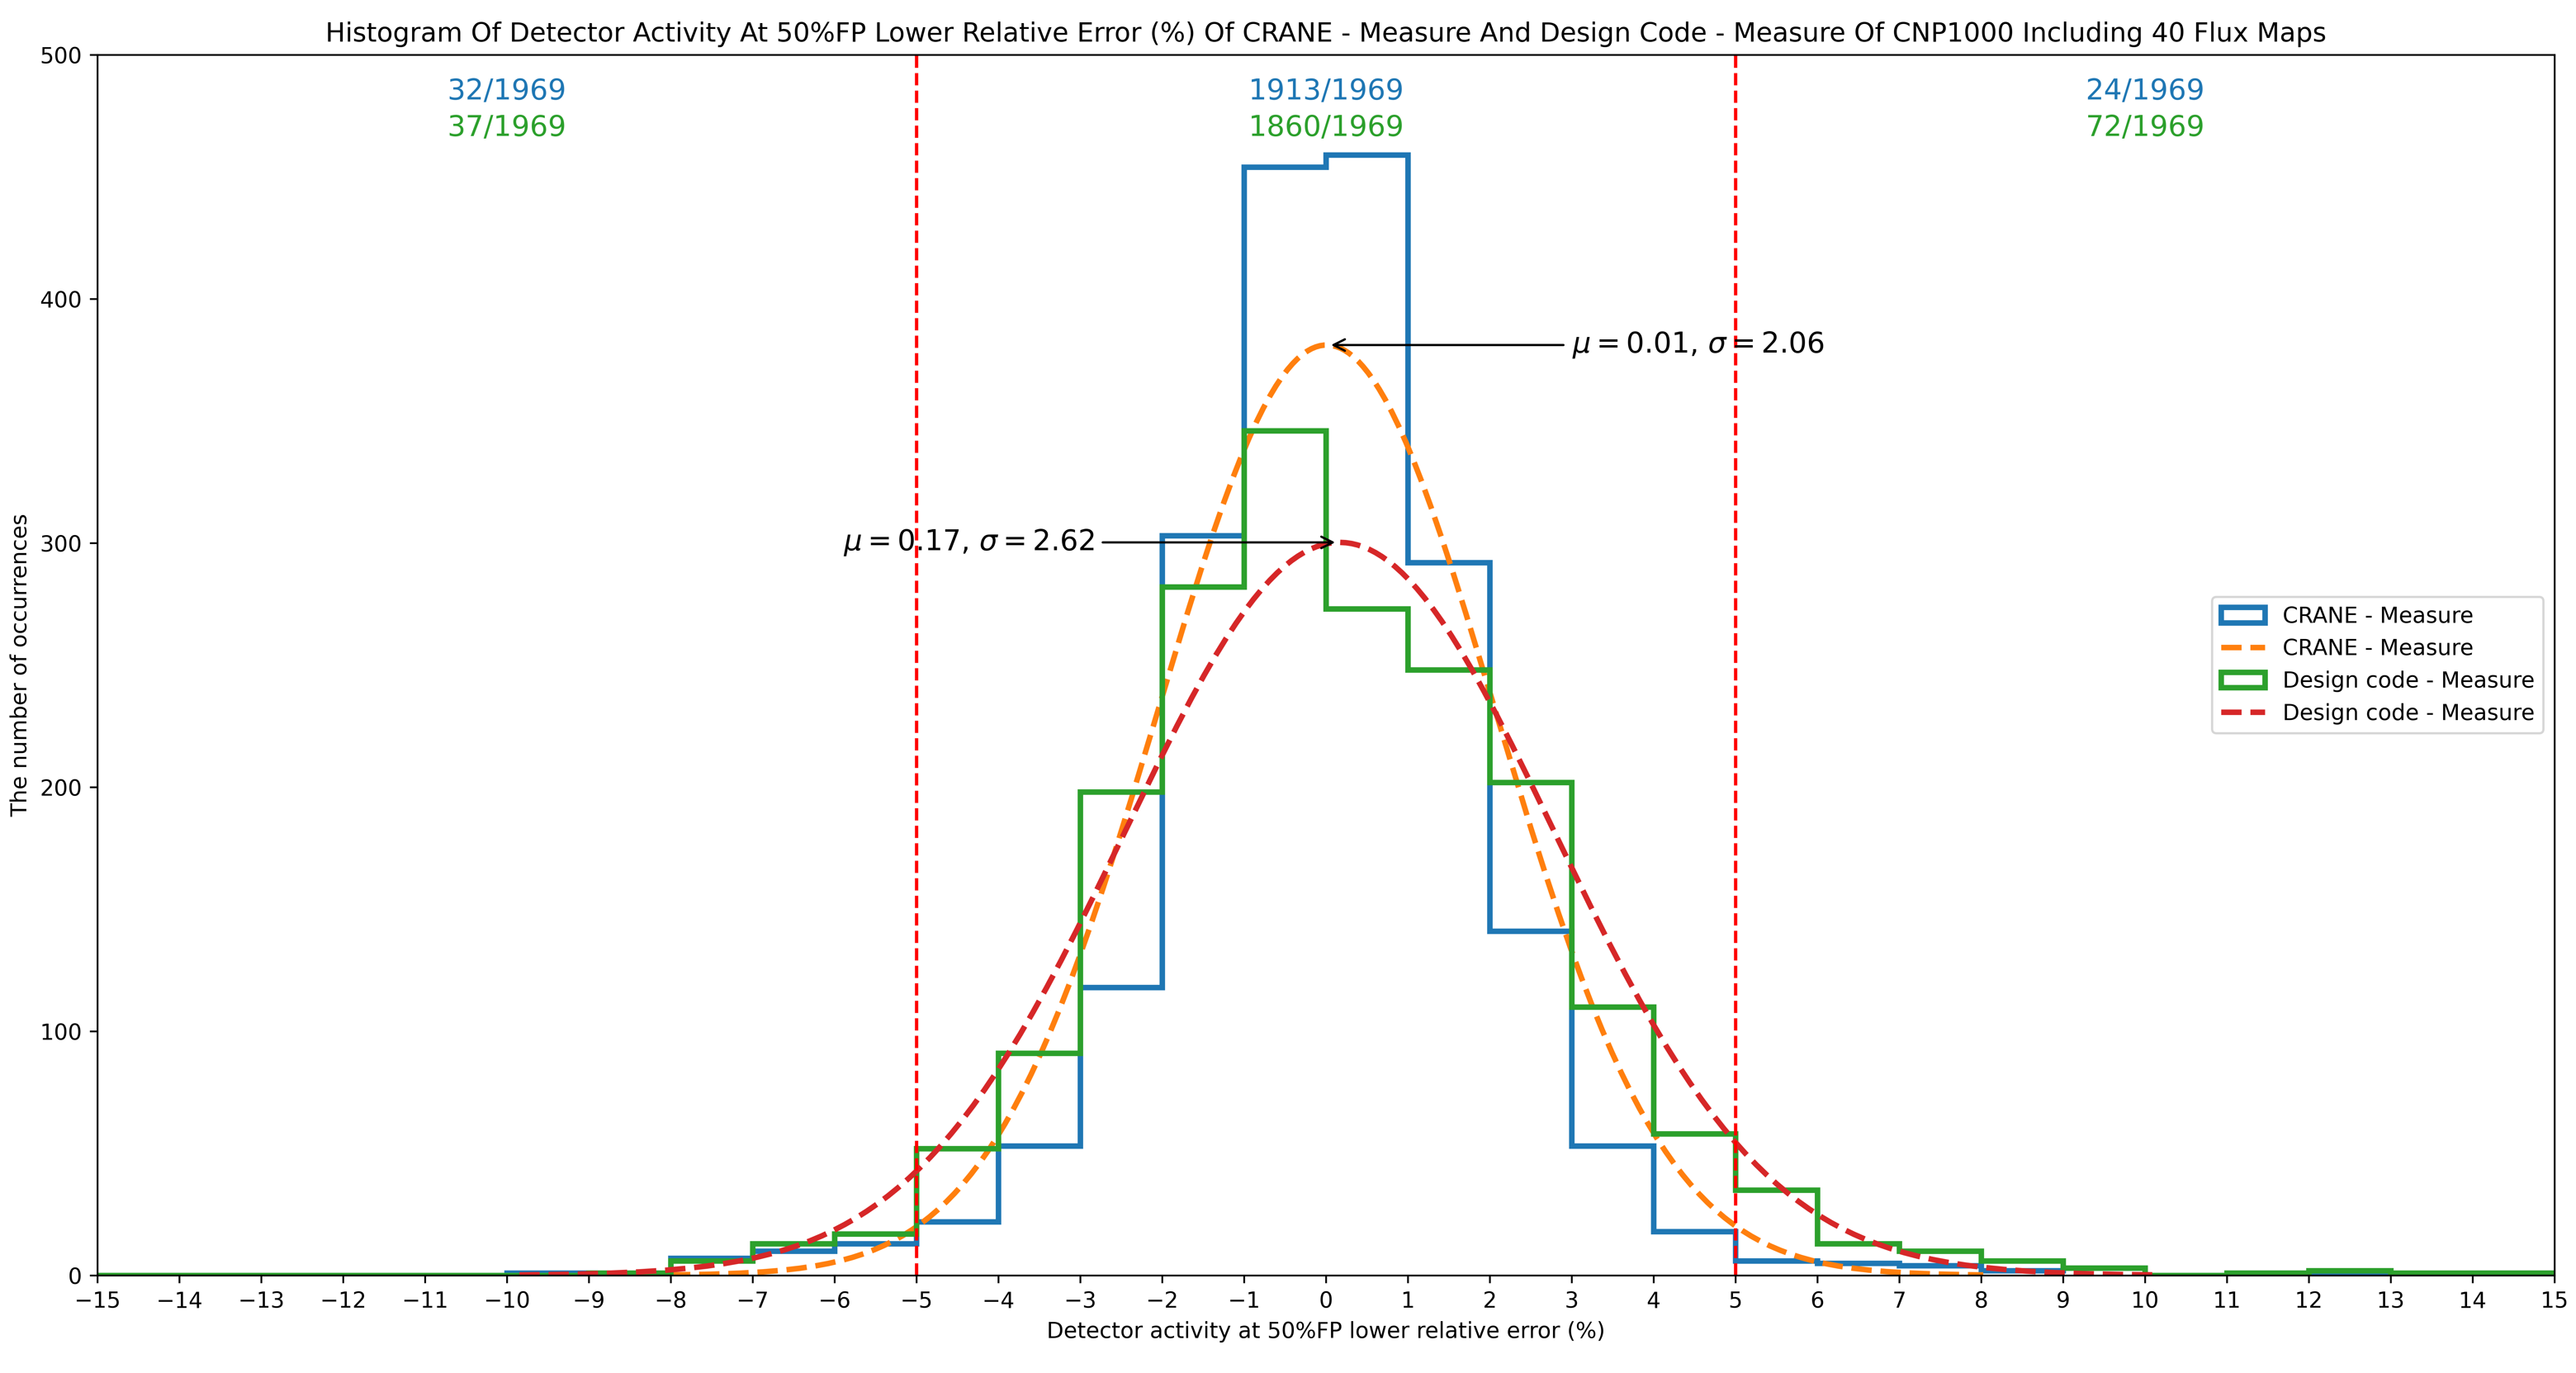 Histogram Of Detector Activity At 50%FP Lower Relative Error (%) Of CRANE - Measure And Design Code - Measure Of CNP1000 Including 40 Flux Maps
500
32/1969 1913/1969 24/1969
37/1969 1860/1969 72/1969
400
μ = 0.01, σ = 2.06
300
μ = 0.17, σ = 2.62
The number of occurrences
CRANE - Measure
CRANE - Measure
Design code - Measure
Design code - Measure
200
100
0
−15 −14 −13 −12 −11 −10 −9 −8 −7 −6 −5 −4 −3 −2 −1 0 1 2 3 4 5 6 7 8 9 10 11 12 13 14 15
Detector activity at 50%FP lower relative error (%)